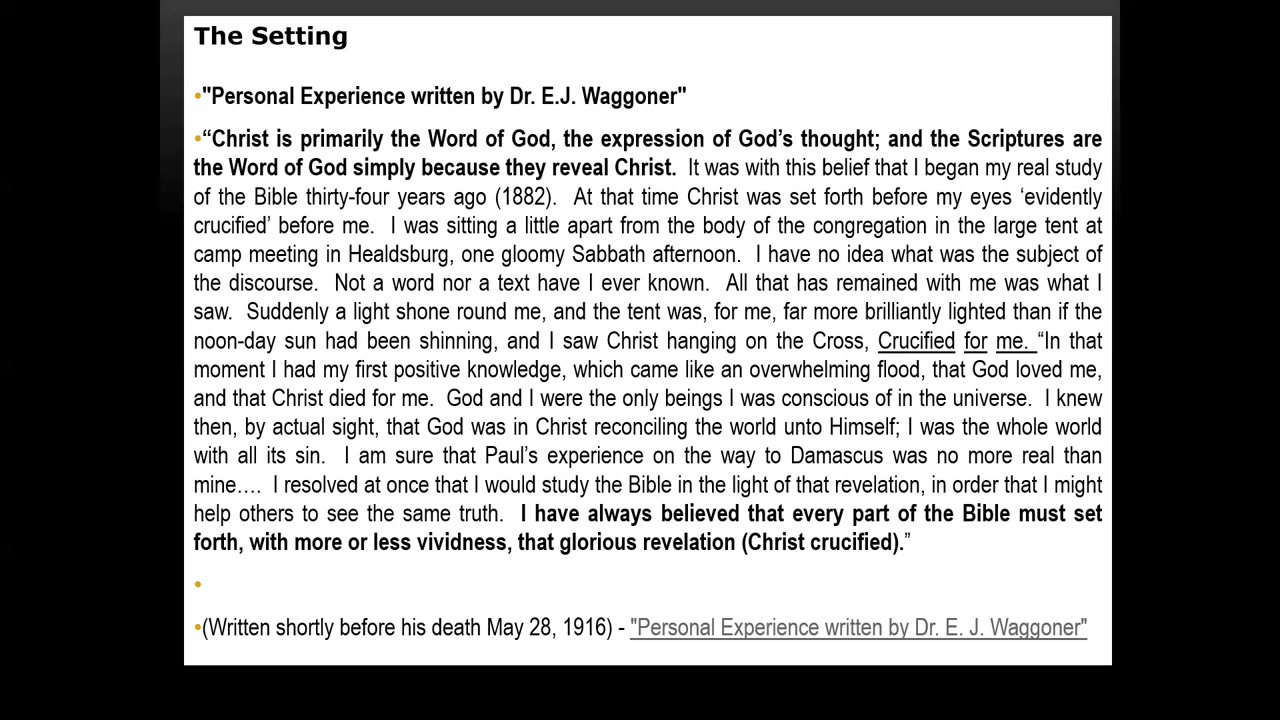 The Setting
•"Personal Experience written by Dr. E.J. Waggoner"
•“Christ is primarily the Word of God, the expression of God’s thought; and the Scriptures are
the Word of God simply because they reveal Christ. It was with this belief that I began my real study
of the Bible thirty-four years ago (1882). At that time Christ was set forth before my eyes ‘evidently
crucified’ before me. I was sitting a little apart from the body of the congregation in the large tent at
camp meeting in Healdsburg, one gloomy Sabbath afternoon. I have no idea what was the subject of
the discourse. Not a word nor a text have I ever known. All that has remained with me was what I
saw. Suddenly a light shone round me, and the tent was, for me, far more brilliantly lighted than if the
noon-day sun had been shinning, and I saw Christ hanging on the Cross, Crucified for me. “In that
moment I had my first positive knowledge, which came like an overwhelming flood, that God loved me,
and that Christ died for me. God and I were the only beings I was conscious of in the universe. I knew
then, by actual sight, that God was in Christ reconciling the world unto Himself; I was the whole world
with all its sin. I am sure that Paul’s experience on the way to Damascus was no more real than
mine…. I resolved at once that I would study the Bible in the light of that revelation, in order that I might
help others to see the same truth. I have always believed that every part of the Bible must set
forth, with more or less vividness, that glorious revelation (Christ crucified).”
•
•(Written shortly before his death May 28, 1916) - "Personal Experience written by Dr. E. J. Waggoner"